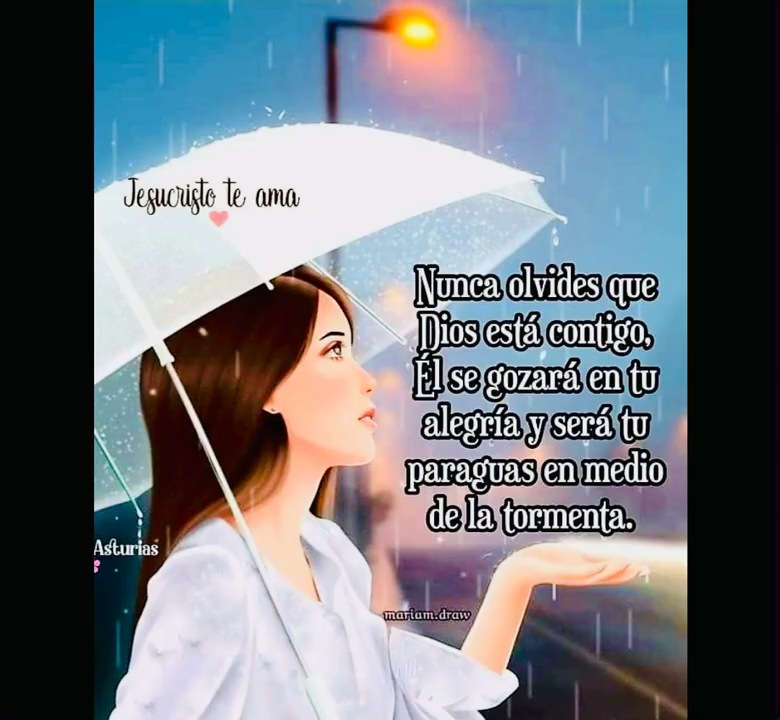 Jesucristo te ama
Nunca olvides que
Dios está contigo,
Él se gozará en tu
alegría y será tu
paraguas en medio
de la tormenta.
Asturias
mariam.draw